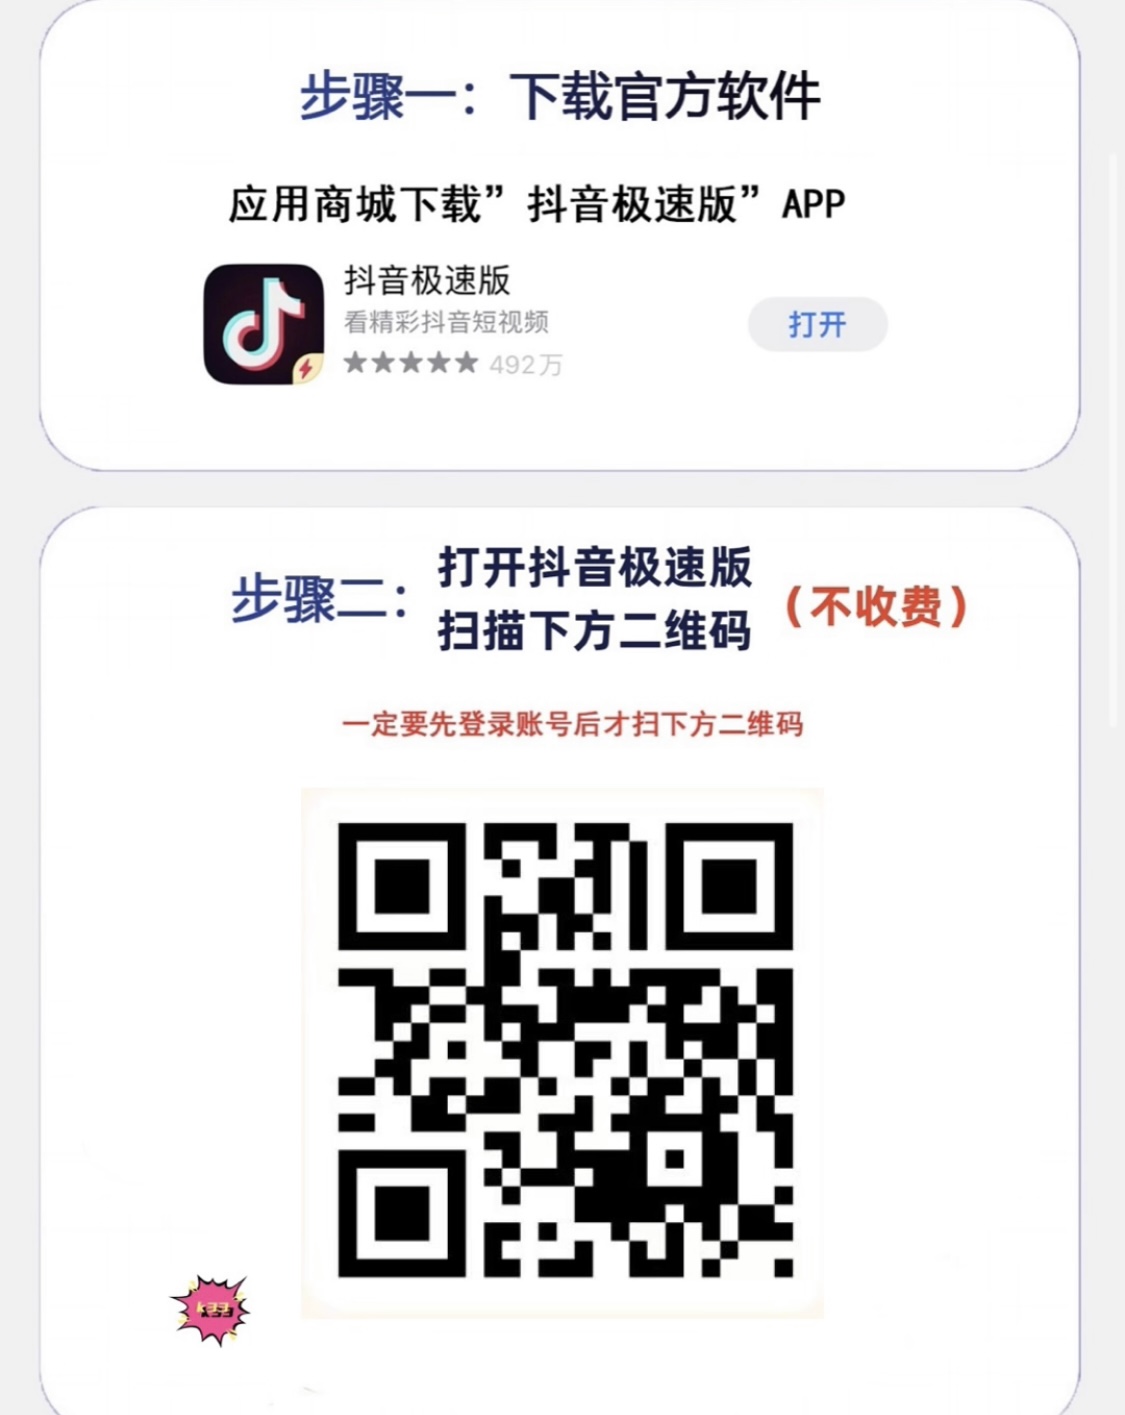 步骤一：下载官方软件
应用商城下载”抖音极速版”APP
抖音极速版
看精彩抖音短视频
492万
打开
步骤二：
打开抖音极速版
扫描下方二维码
（不收费）
一定要先登录账号后才扫下方二维码
k33